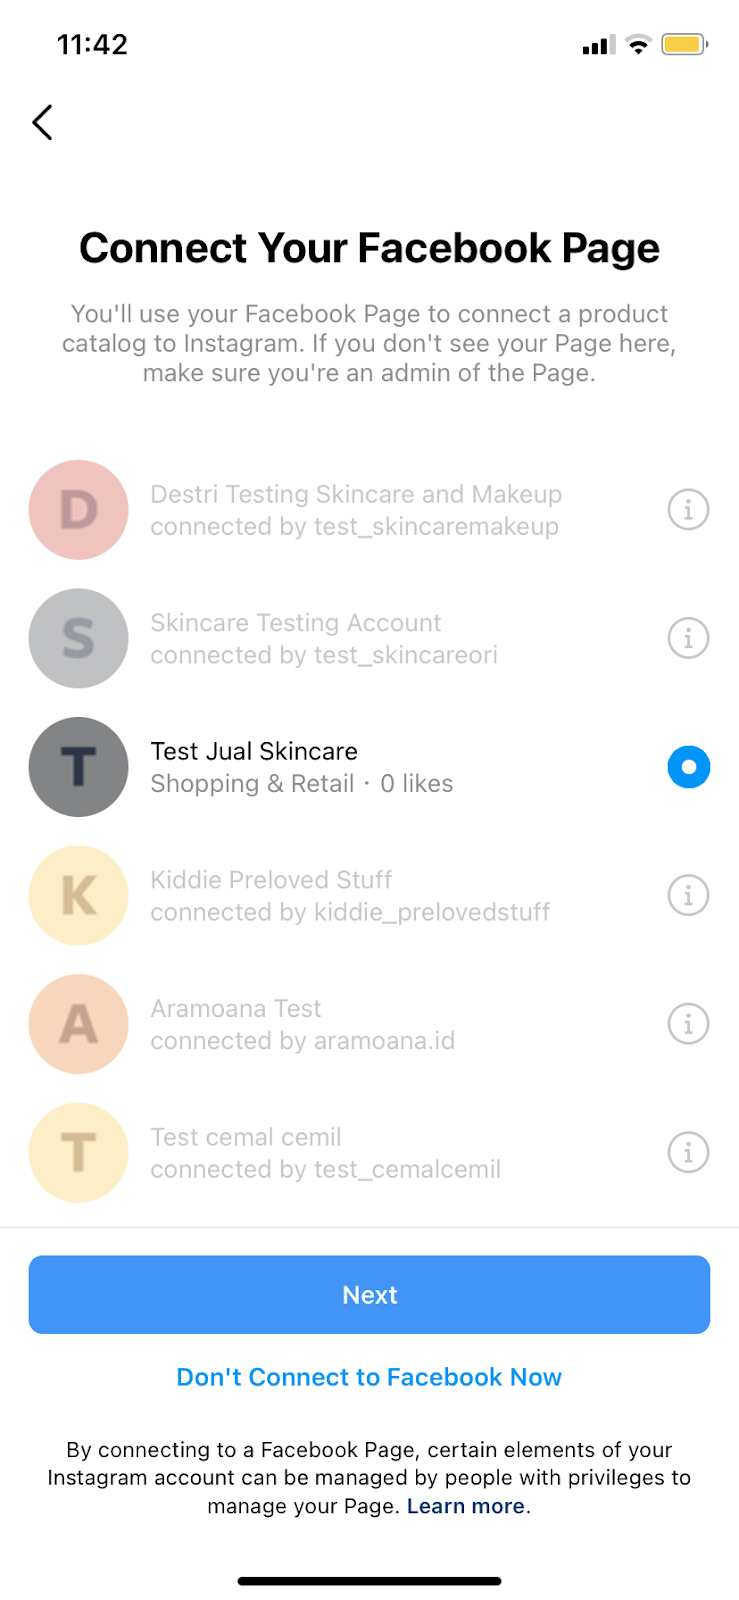 11:42
Connect Your Facebook Page
You'll use your Facebook Page to connect a product
catalog to Instagram. If you don't see your Page here,
make sure you're an admin of the Page.
D
Destri Testing Skincare and Makeup
connected by test_skincaremakeup
S
Skincare Testing Account
connected by test_skincareori
T
Test Jual Skincare
Shopping & Retail · 0 likes
K
Kiddie Preloved Stuff
connected by kiddie_prelovedstuff
A
Aramoana Test
connected by aramoana.id
T
Test cemal cemil
connected by test_cemalcemil
Next
Don't Connect to Facebook Now
By connecting to a Facebook Page, certain elements of your
Instagram account can be managed by people with privileges to
manage your Page. Learn more.